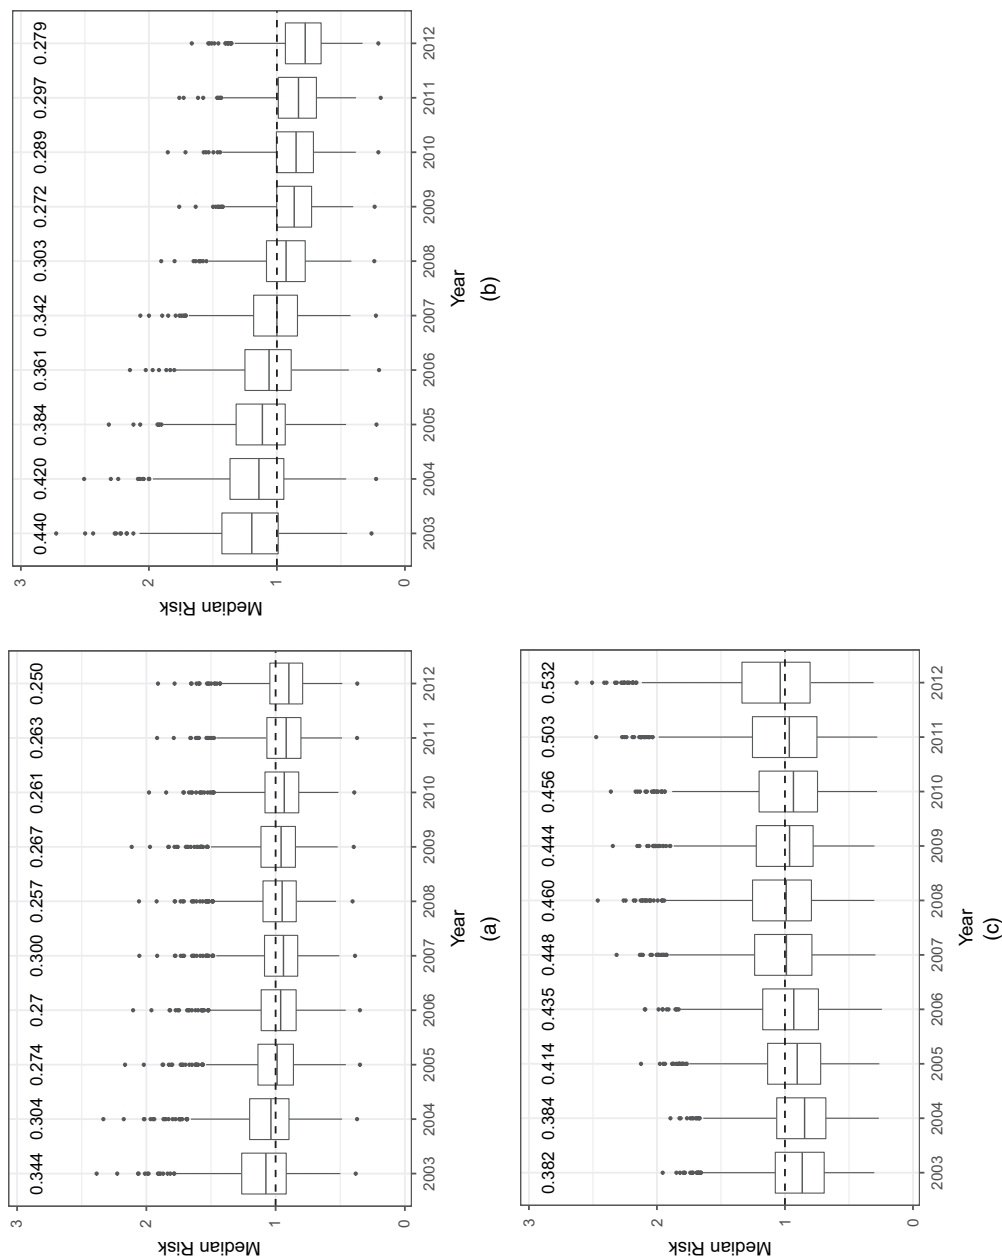 0.344 0.304 0.274 0.27 0.300 0.257 0.267 0.261 0.263 0.250
3
2
1
0
Median Risk
2003 2004 2005 2006 2007 2008 2009 2010 2011 2012
Year
(a)
0.440 0.420 0.384 0.361 0.342 0.303 0.272 0.289 0.297 0.279
3
2
1
0
Median Risk
2003 2004 2005 2006 2007 2008 2009 2010 2011 2012
Year
(b)
0.382 0.384 0.414 0.435 0.448 0.460 0.444 0.456 0.503 0.532
3
2
1
0
Median Risk
2003 2004 2005 2006 2007 2008 2009 2010 2011 2012
Year
(c)